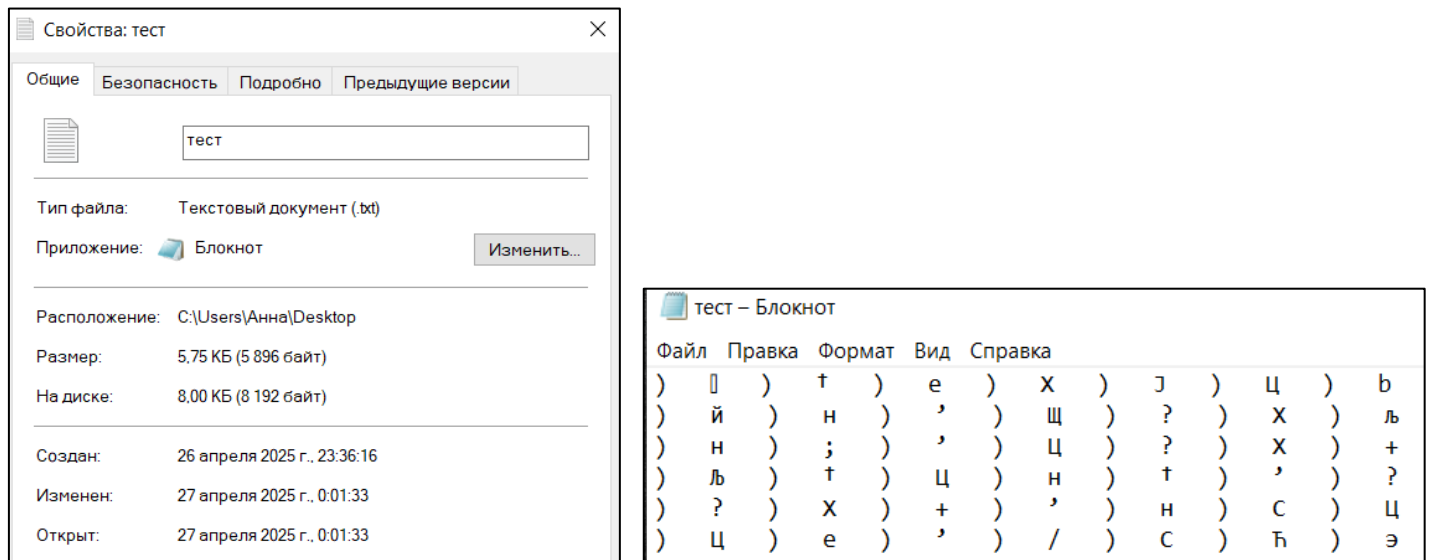 Свойства: тест
Общие Безопасность Подробно Предыдущие версии
тест
Тип файла: Текстовый документ (.txt)
Приложение: Блокнот Изменить...
Расположение: C:\Users\Анна\Desktop
Размер: 5,75 КБ (5 896 байт)
На диске: 8,00 КБ (8 192 байт)
Создан: 26 апреля 2025 г., 23:36:16
Изменен: 27 апреля 2025 г., 0:01:33
Открыт: 27 апреля 2025 г., 0:01:33
тест – Блокнот
Файл Правка Формат Вид Справка
) ) † ) е ) Х ) Ј ) Ц ) b
) й ) н ) ’ ) Щ ) ? ) Х ) љ
) н ) ; ) ’ ) Ц ) ? ) Х ) +
) Љ ) † ) Ц ) н ) † ) ’ ) ?
) ? ) Х ) + ) ’ ) н ) С ) Ц
) Ц ) е ) ’ ) / ) С ) Ћ ) э